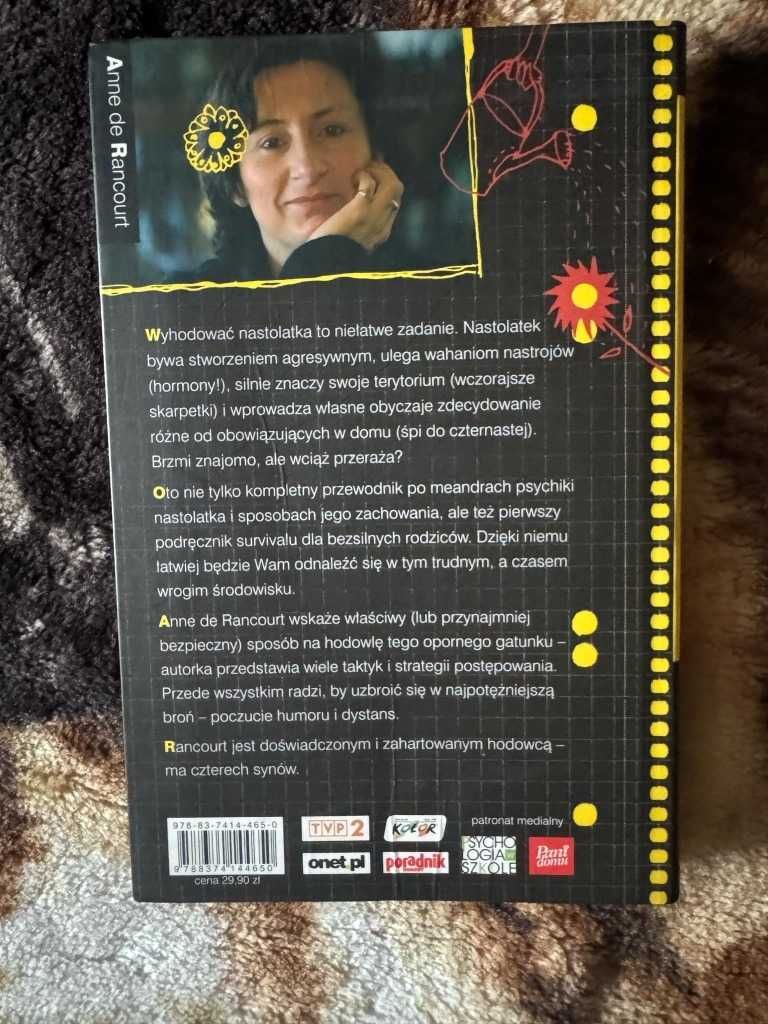 Anne de Rancourt
Wyhodować nastolatka to niełatwe zadanie. Nastolatek
bywa stworzeniem agresywnym, ulega wahaniom nastrojów
(hormony!), silnie znaczy swoje terytorium (wczorajsze
skarpetki) i wprowadza własne obyczaje zdecydowanie
różne od obowiązujących w domu (śpi do czternastej).
Brzmi znajomo, ale wciąż przeraża?
Oto nie tylko kompletny przewodnik po meandrach psychiki
nastolatka i sposobach jego zachowania, ale też pierwszy
podręcznik survivalu dla bezsilnych rodziców. Dzięki niemu
łatwiej będzie Wam odnaleźć się w tym trudnym, a czasem
wrogim środowisku.
Anne de Rancourt wskaże właściwy (lub przynajmniej
bezpieczny) sposób na hodowlę tego opornego gatunku –
autorka przedstawia wiele taktyk i strategii postępowania.
Przede wszystkim radzi, by uzbroić się w najpotężniejszą
broń – poczucie humoru i dystans.
Rancourt jest doświadczonym i zahartowanym hodowcą –
ma czterech synów.
978-83-7414-465-0
9788374144650
cena 29,90 zł
TVP2
KOLOR
onet.pl
poradnik
patronat medialny
PSYCHO
LOGIA W
SZKOLE
Pani
domu